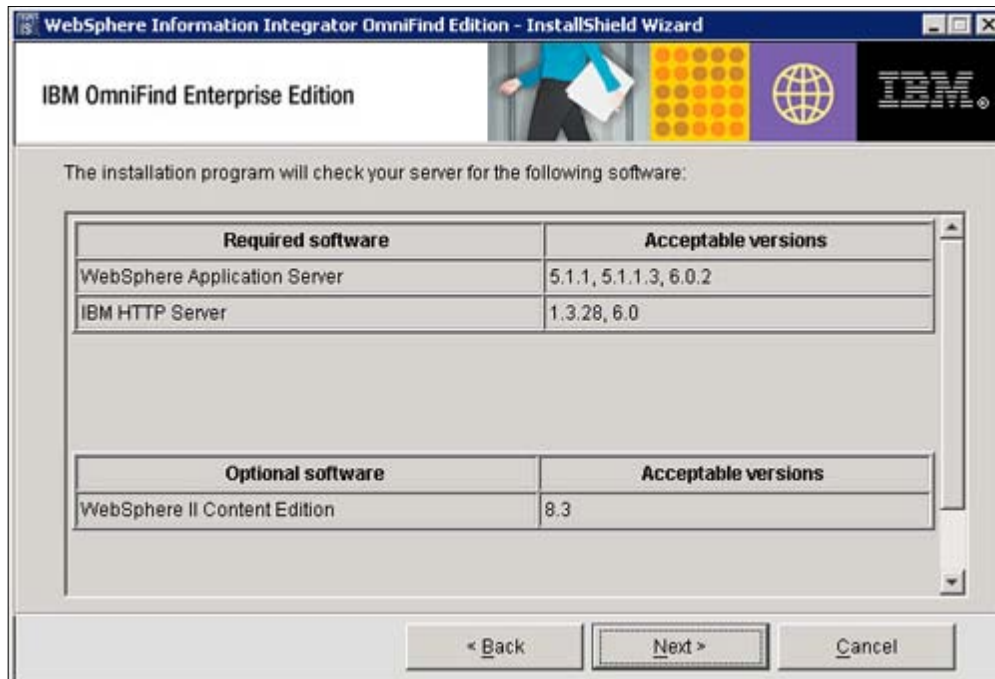 WebSphere Information Integrator OmniFind Edition - InstallShield Wizard
IBM OmniFind Enterprise Edition
IBM®
The installation program will check your server for the following software:
Required software Acceptable versions
WebSphere Application Server 5.1.1, 5.1.1.3, 6.0.2
IBM HTTP Server 1.3.28, 6.0
Optional software Acceptable versions
WebSphere II Content Edition 8.3
< Back Next > Cancel